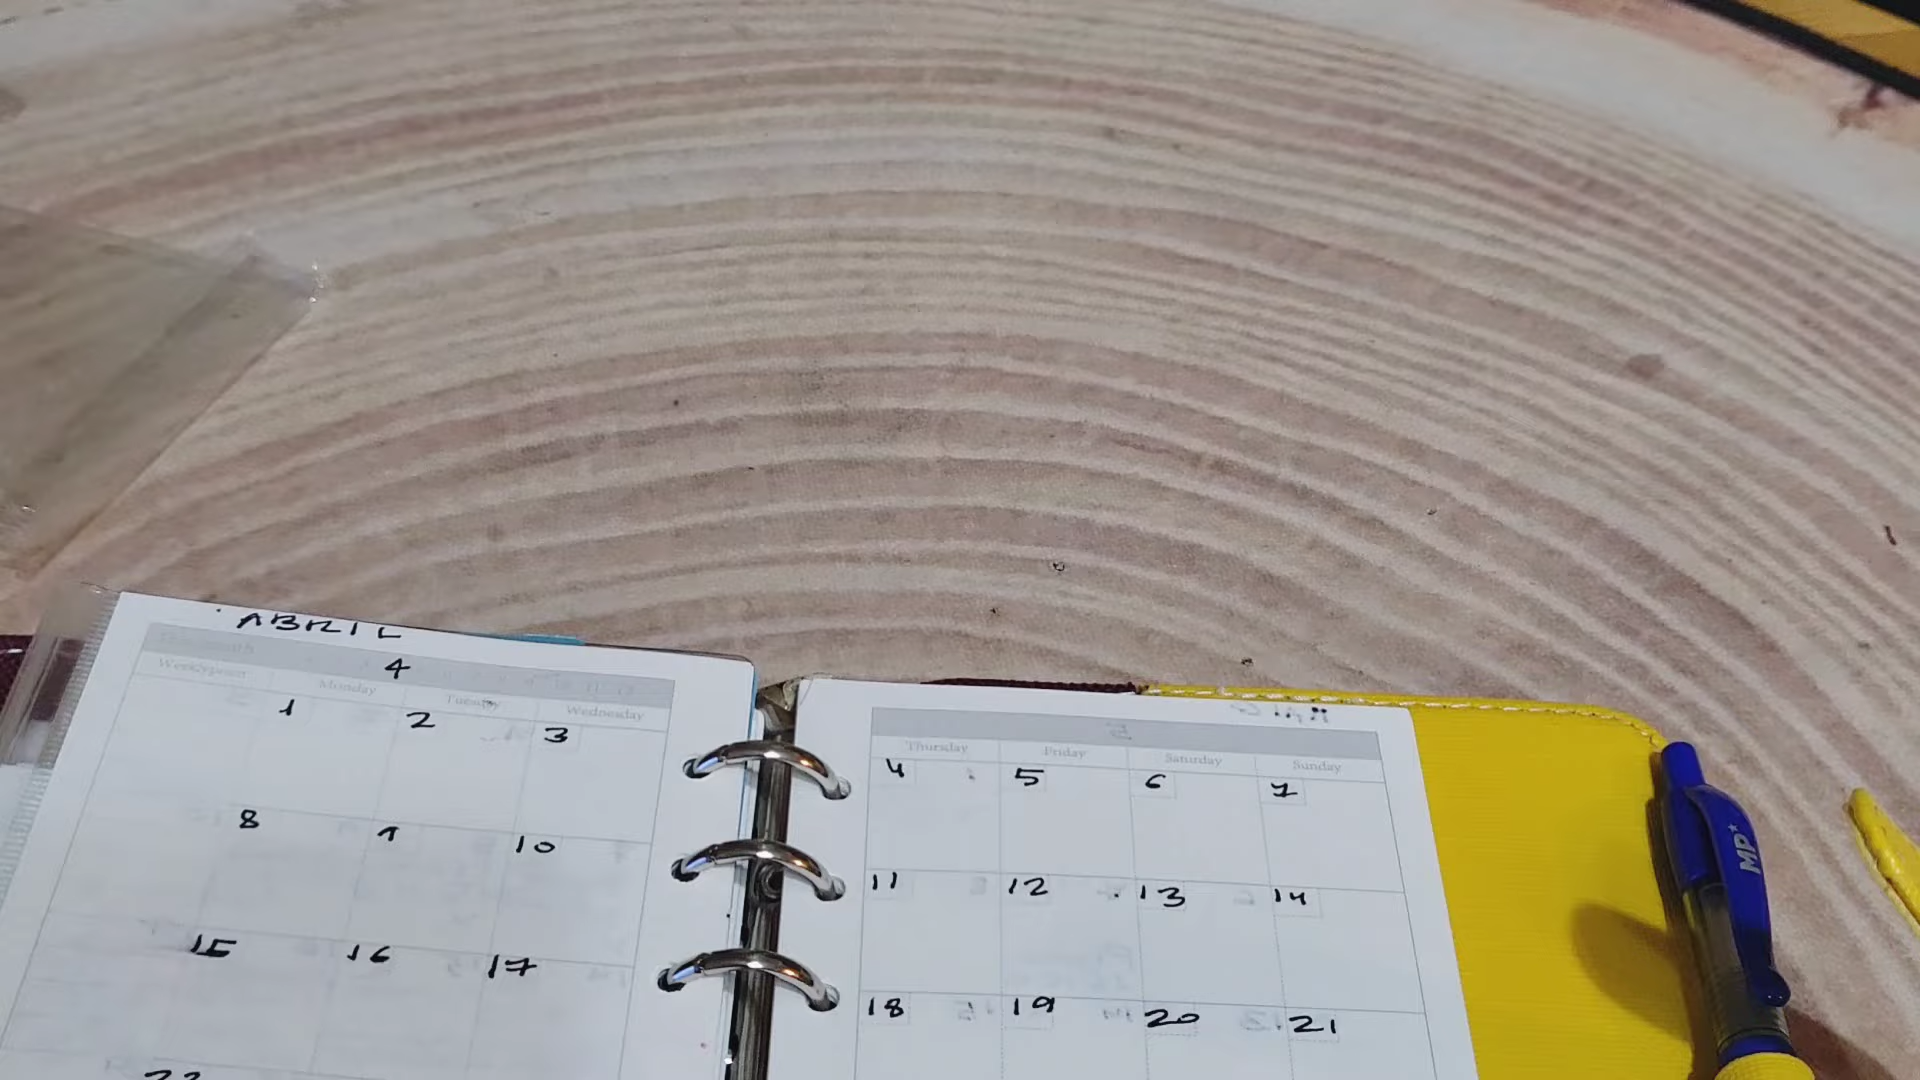 ABRIL
4
Monday Tuesday Wednesday
1 2 3
8 9 10
15 16 17
Thursday Friday Saturday Sunday
4 5 6 7
11 12 13 14
18 19 20 21
MP